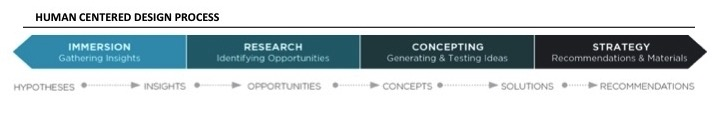 HUMAN CENTERED DESIGN PROCESS
IMMERSION RESEARCH CONCEPTING STRATEGY
Gathering Insights Identifying Opportunities Generating & Testing Ideas Recommendations & Materials
HYPOTHESES INSIGHTS OPPORTUNITIES CONCEPTS SOLUTIONS RECOMMENDATIONS